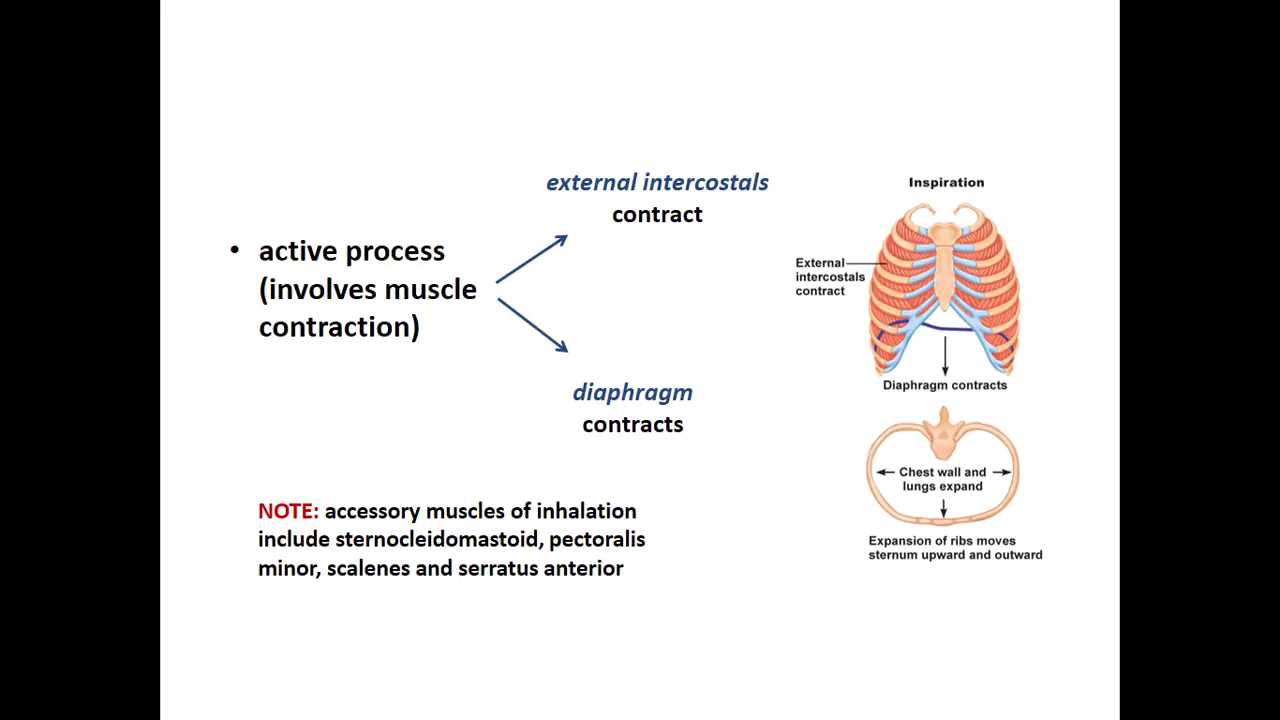 external intercostals
contract
• active process
(involves muscle
contraction)
diaphragm
contracts
NOTE: accessory muscles of inhalation
include sternocleidomastoid, pectoralis
minor, scalenes and serratus anterior
Inspiration
External
intercostals
contract
Diaphragm contracts
Chest wall and
lungs expand
Expansion of ribs moves
sternum upward and outward